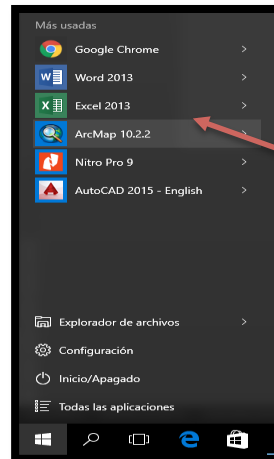 Más usadas
Google Chrome
Word 2013
Excel 2013
ArcMap 10.2.2
Nitro Pro 9
AutoCAD 2015 - English
Explorador de archivos
Configuración
Inicio/Apagado
Todas las aplicaciones